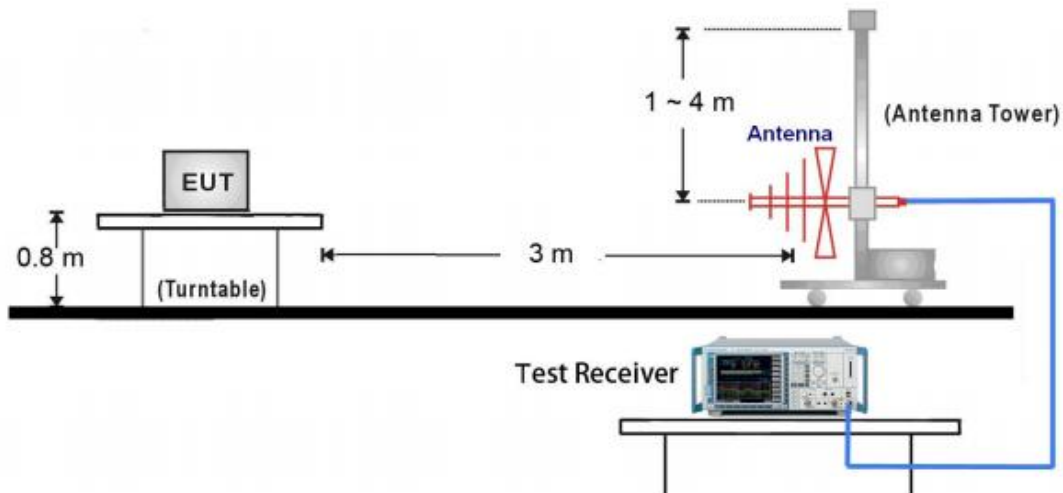 1 ~ 4 m
(Antenna Tower)
Antenna
EUT
0.8 m
3 m
(Turntable)
Test Receiver